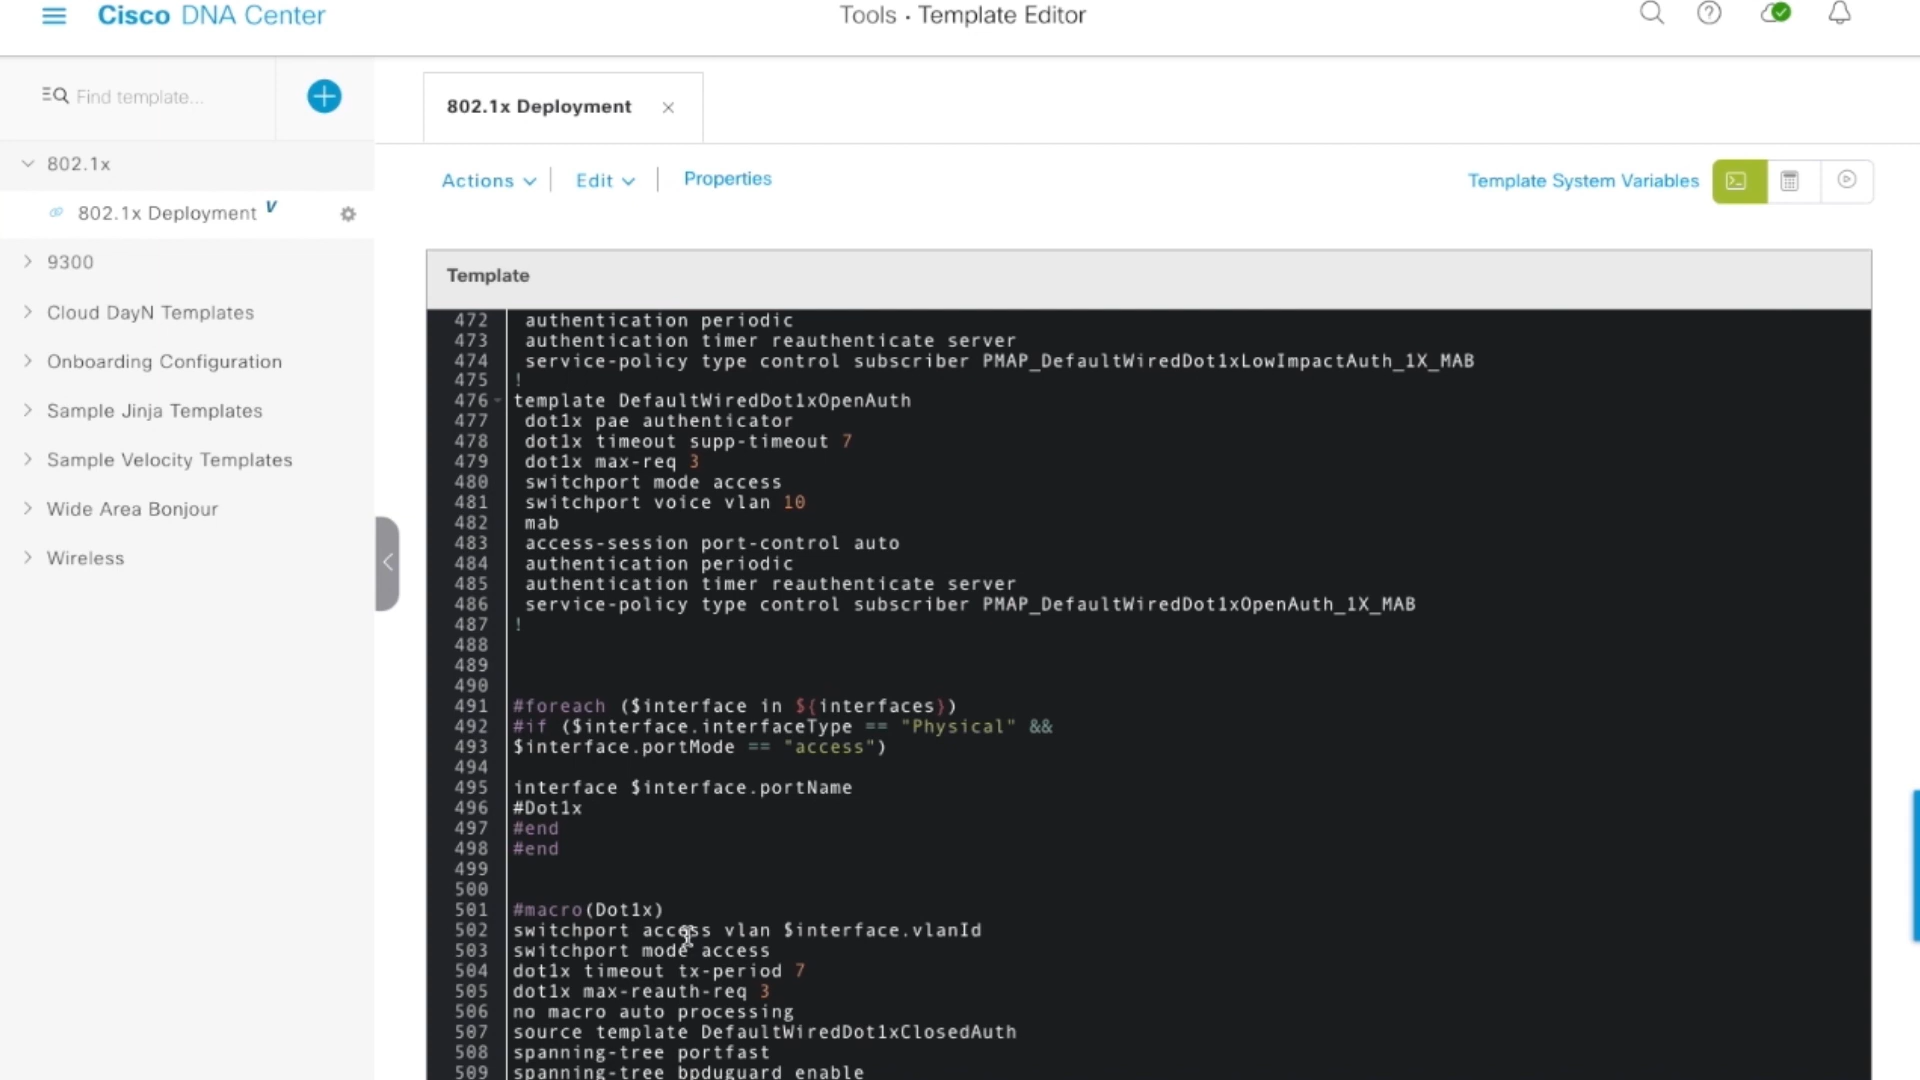 Cisco DNA Center
Tools · Template Editor
Find template...
802.1x Deployment
802.1x
802.1x Deployment V
9300
Cloud DayN Templates
Onboarding Configuration
Sample Jinja Templates
Sample Velocity Templates
Wide Area Bonjour
Wireless
Actions
Edit
Properties
Template System Variables
Template
472 authentication periodic
473 authentication timer reauthenticate server
474 service-policy type control subscriber PMAP_DefaultWiredDot1xLowImpactAuth_1X_MAB
475 !
476 template DefaultWiredDot1xOpenAuth
477 dot1x pae authenticator
478 dot1x timeout supp-timeout 7
479 dot1x max-req 3
480 switchport mode access
481 switchport voice vlan 10
482 mab
483 access-session port-control auto
484 authentication periodic
485 authentication timer reauthenticate server
486 service-policy type control subscriber PMAP_DefaultWiredDot1xOpenAuth_1X_MAB
487 !
488
489
490
491 #foreach ($interface in ${interfaces})
492 #if ($interface.interfaceType == "Physical" &&
493 $interface.portMode == "access")
494
495 interface $interface.portName
496 #Dot1x
497 #end
498 #end
499
500
501 #macro(Dot1x)
502 switchport access vlan $interface.vlanId
503 switchport mode access
504 dot1x timeout tx-period 7
505 dot1x max-reauth-req 3
506 no macro auto processing
507 source template DefaultWiredDot1xClosedAuth
508 spanning-tree portfast
509 spanning-tree bpduguard enable